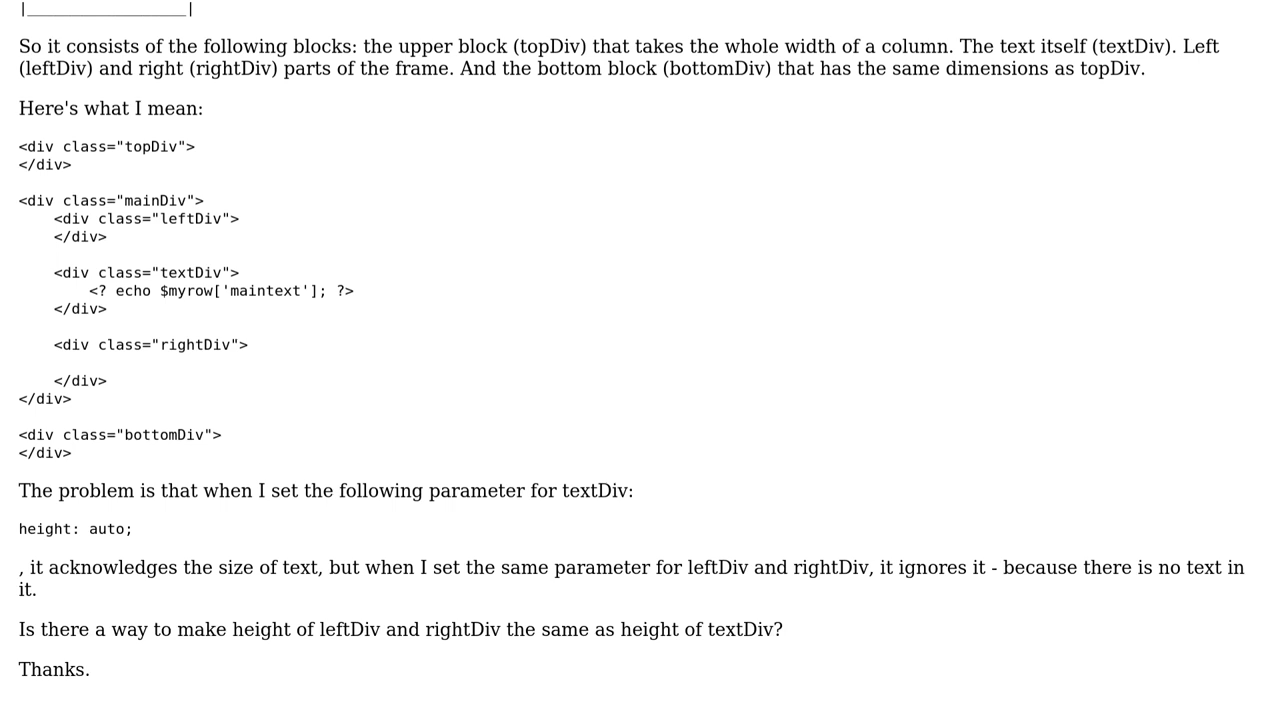 |__________________|
So it consists of the following blocks: the upper block (topDiv) that takes the whole width of a column. The text itself (textDiv). Left
(leftDiv) and right (rightDiv) parts of the frame. And the bottom block (bottomDiv) that has the same dimensions as topDiv.
Here's what I mean:
<div class="topDiv">
</div>
<div class="mainDiv">
    <div class="leftDiv">
    </div>
    <div class="textDiv">
        <? echo $myrow['maintext']; ?>
    </div>
    <div class="rightDiv">
    </div>
</div>
<div class="bottomDiv">
</div>
The problem is that when I set the following parameter for textDiv:
height: auto;
, it acknowledges the size of text, but when I set the same parameter for leftDiv and rightDiv, it ignores it - because there is no text in
it.
Is there a way to make height of leftDiv and rightDiv the same as height of textDiv?
Thanks.